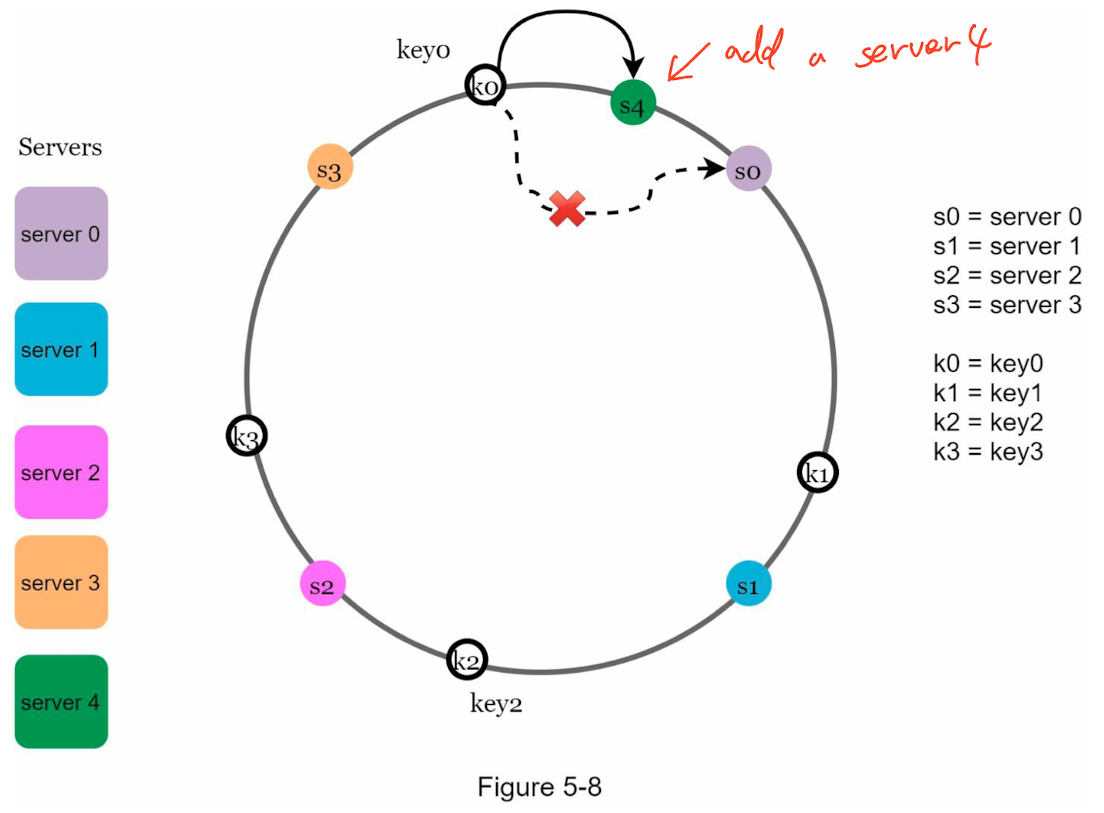 key0
k0
add a server 4
s4
Servers
s3
s0
server 0
s0 = server 0
s1 = server 1
server 1
s2 = server 2
s3 = server 3
k0 = key0
k1 = key1
k2 = key2
k3 = key3
k3
server 2
k1
server 3
s2
s1
k2
server 4
key2
Figure 5-8